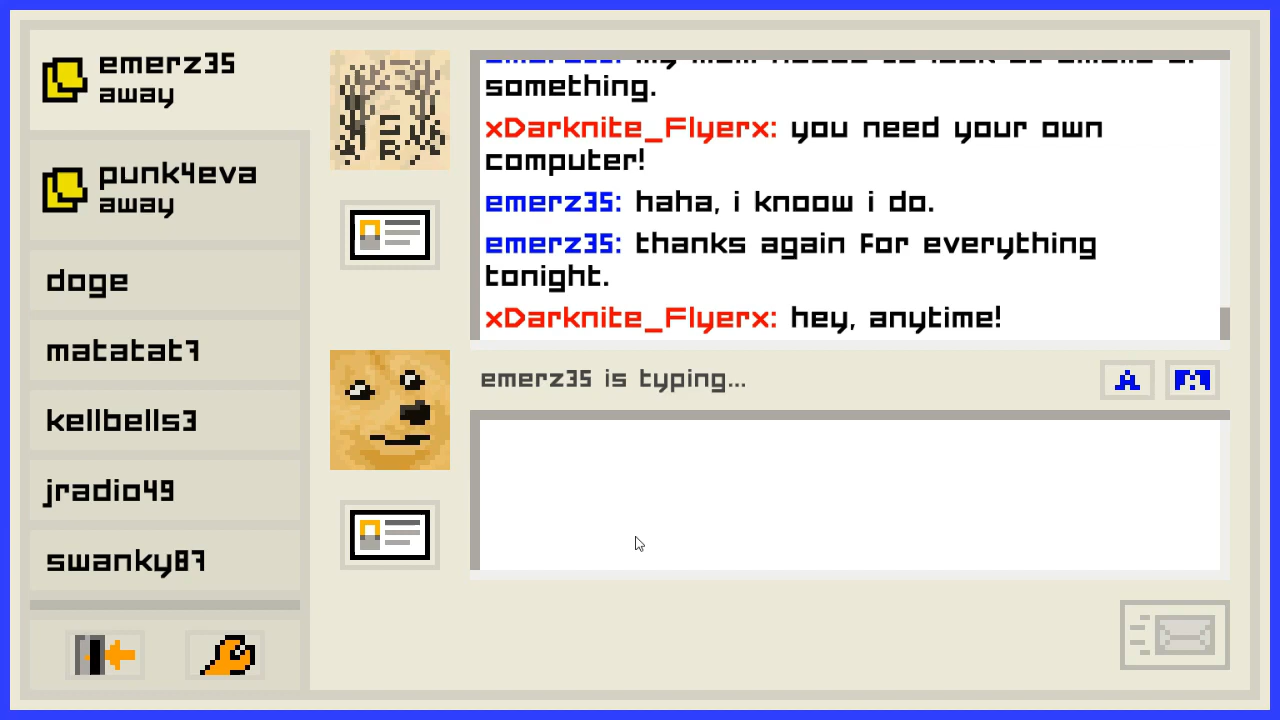 emerz35
away
punk4eva
away
doge
matatat7
kellbells3
jradio49
swanky87
something.
xDarknite_Flyerx: you need your own
computer!
emerz35: haha, i knoow i do.
emerz35: thanks again for everything
tonight.
xDarknite_Flyerx: hey, anytime!
emerz35 is typing...
A